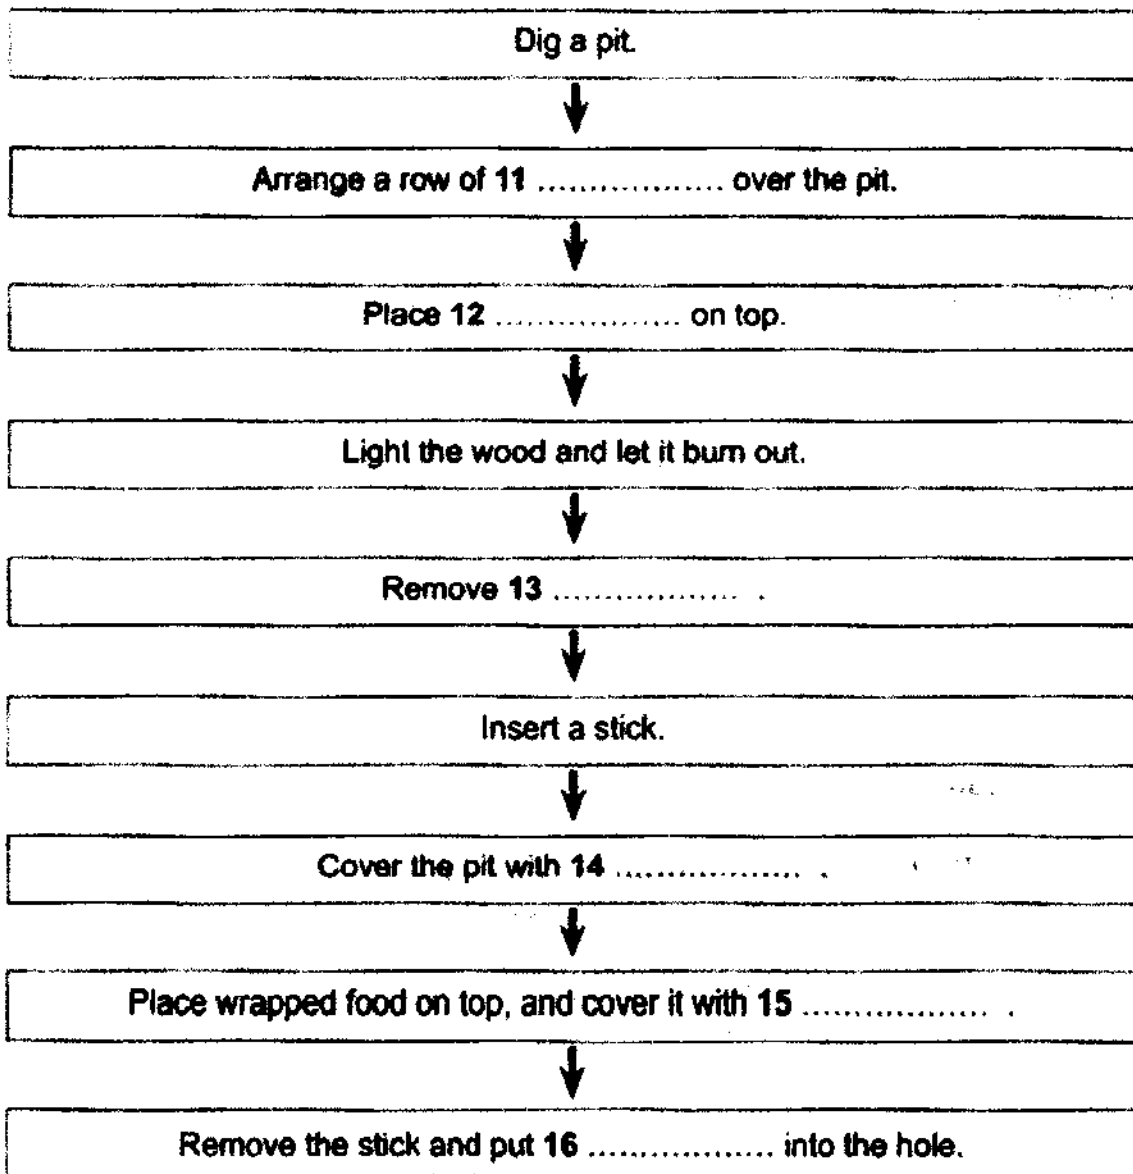 Dig a pit.
Arrange a row of 11 .................. over the pit.
Place 12 .................. on top.
Light the wood and let it burn out.
Remove 13 .................. .
Insert a stick.
Cover the pit with 14 .................. .
Place wrapped food on top, and cover it with 15 .................. .
Remove the stick and put 16 .................. into the hole.